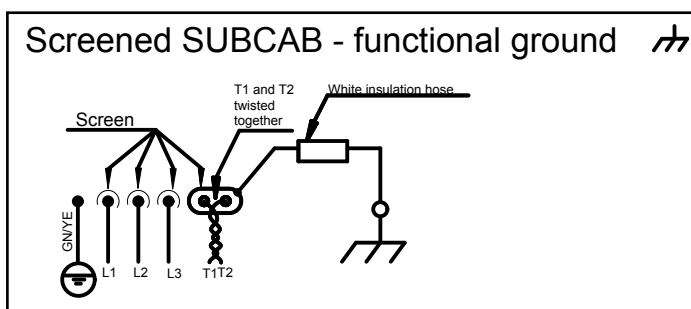 Screened SUBCAB - functional ground
T1 and T2
twisted
together
White insulation hose
Screen
GN/YE
L1
L2
L3
T1T2